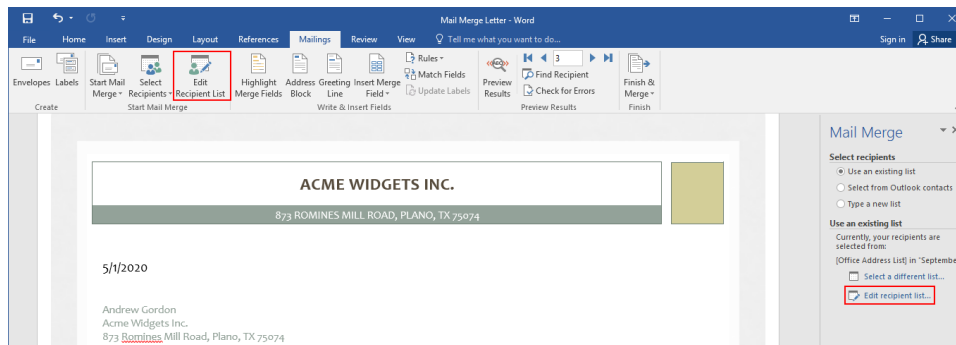 Mail Merge Letter - Word
File Home Insert Design Layout References Mailings Review View Tell me what you want to do... Sign in Share
Envelopes Labels Start Mail Merge Select Recipients Edit Recipient List Highlight Merge Fields Address Block Greeting Line Insert Merge Field Rules Match Fields Update Labels Preview Results 3 Find Recipient Check for Errors Finish & Merge
Create Start Mail Merge Write & Insert Fields Preview Results Finish
Mail Merge
Select recipients
Use an existing list
Select from Outlook contacts
Type a new list
Use an existing list
Currently, your recipients are
selected from:
[Office Address List] in "Septembe
Select a different list...
Edit recipient list...
ACME WIDGETS INC.
873 ROMINES MILL ROAD, PLANO, TX 75074
5/1/2020
Andrew Gordon
Acme Widgets Inc.
873 Romines Mill Road, Plano, TX 75074